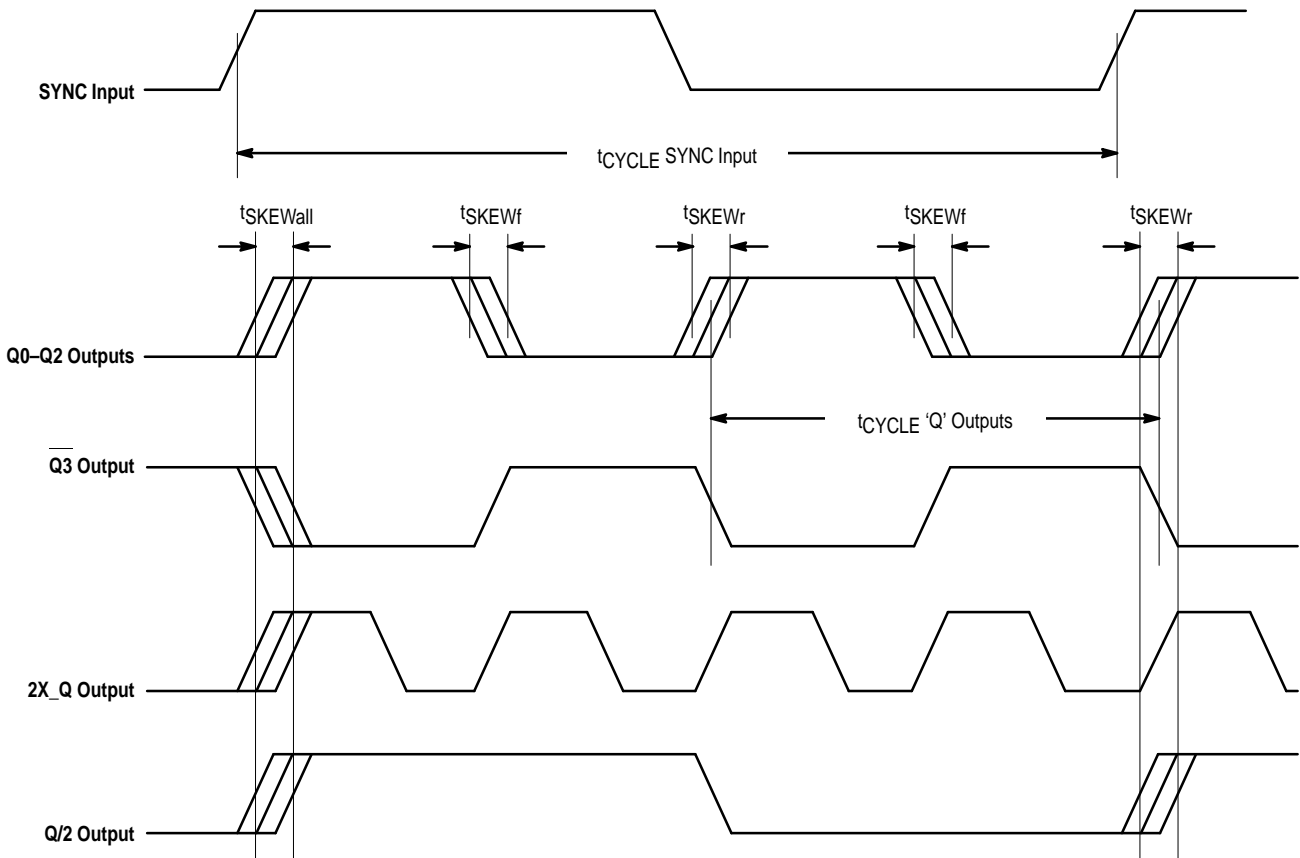 SYNC Input
tCYCLE SYNC Input
tSKEWall
tSKEWf
tSKEWr
tSKEWf
tSKEWr
Q0–Q2 Outputs
tCYCLE ‘Q’ Outputs
Q3 Output
2X_Q Output
Q/2 Output